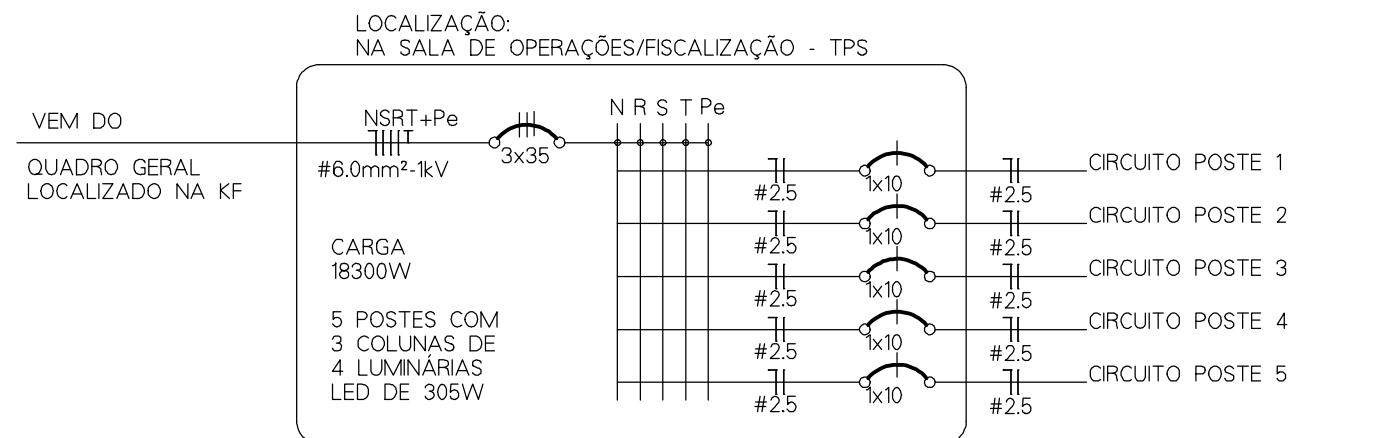 LOCALIZAÇÃO:
NA SALA DE OPERAÇÕES/FISCALIZAÇÃO - TPS
VEM DO
QUADRO GERAL
LOCALIZADO NA KF
NSRT+Pe
#6.0mm²-1kV
3x35
N R S T Pe
CARGA
18300W
5 POSTES COM
3 COLUNAS DE
4 LUMINÁRIAS
LED DE 305W
#2.5
1x10
#2.5
CIRCUITO POSTE 1
#2.5
1x10
#2.5
CIRCUITO POSTE 2
#2.5
1x10
#2.5
CIRCUITO POSTE 3
#2.5
1x10
#2.5
CIRCUITO POSTE 4
#2.5
1x10
#2.5
CIRCUITO POSTE 5